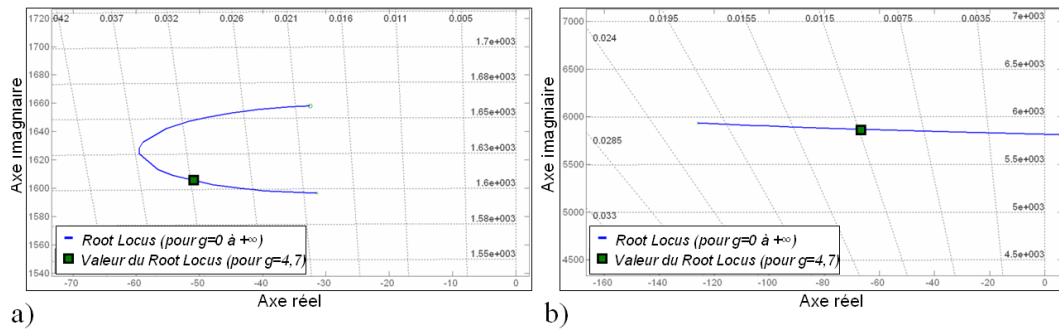 1720
.042
0.037
0.032
0.026
0.021
0.016
0.011
0.005
1.7e+003
1700
1.68e+003
1680
1660
1.65e+003
1640
1.63e+003
1620
1600
1.6e+003
1580
1.58e+003
1560
1.55e+003
1540
Axe imagniaire
Root Locus (pour g=0 à +∞)
Valeur du Root Locus (pour g=4,7)
-70
-60
-50
-40
-30
-20
-10
0
Axe réel
a)
7000
0.0195
0.0155
0.0115
0.0075
0.0035
7e+003
0.024
6500
6.5e+003
6000
6e+003
0.0285
5500
5.5e+003
5000
0.033
5e+003
4500
4.5e+003
Axe imaginaire
Root Locus (pour g=0 à +∞)
Valeur du Root Locus (pour g=4,7)
-160
-140
-120
-100
-80
-60
-40
-20
0
Axe réel
b)